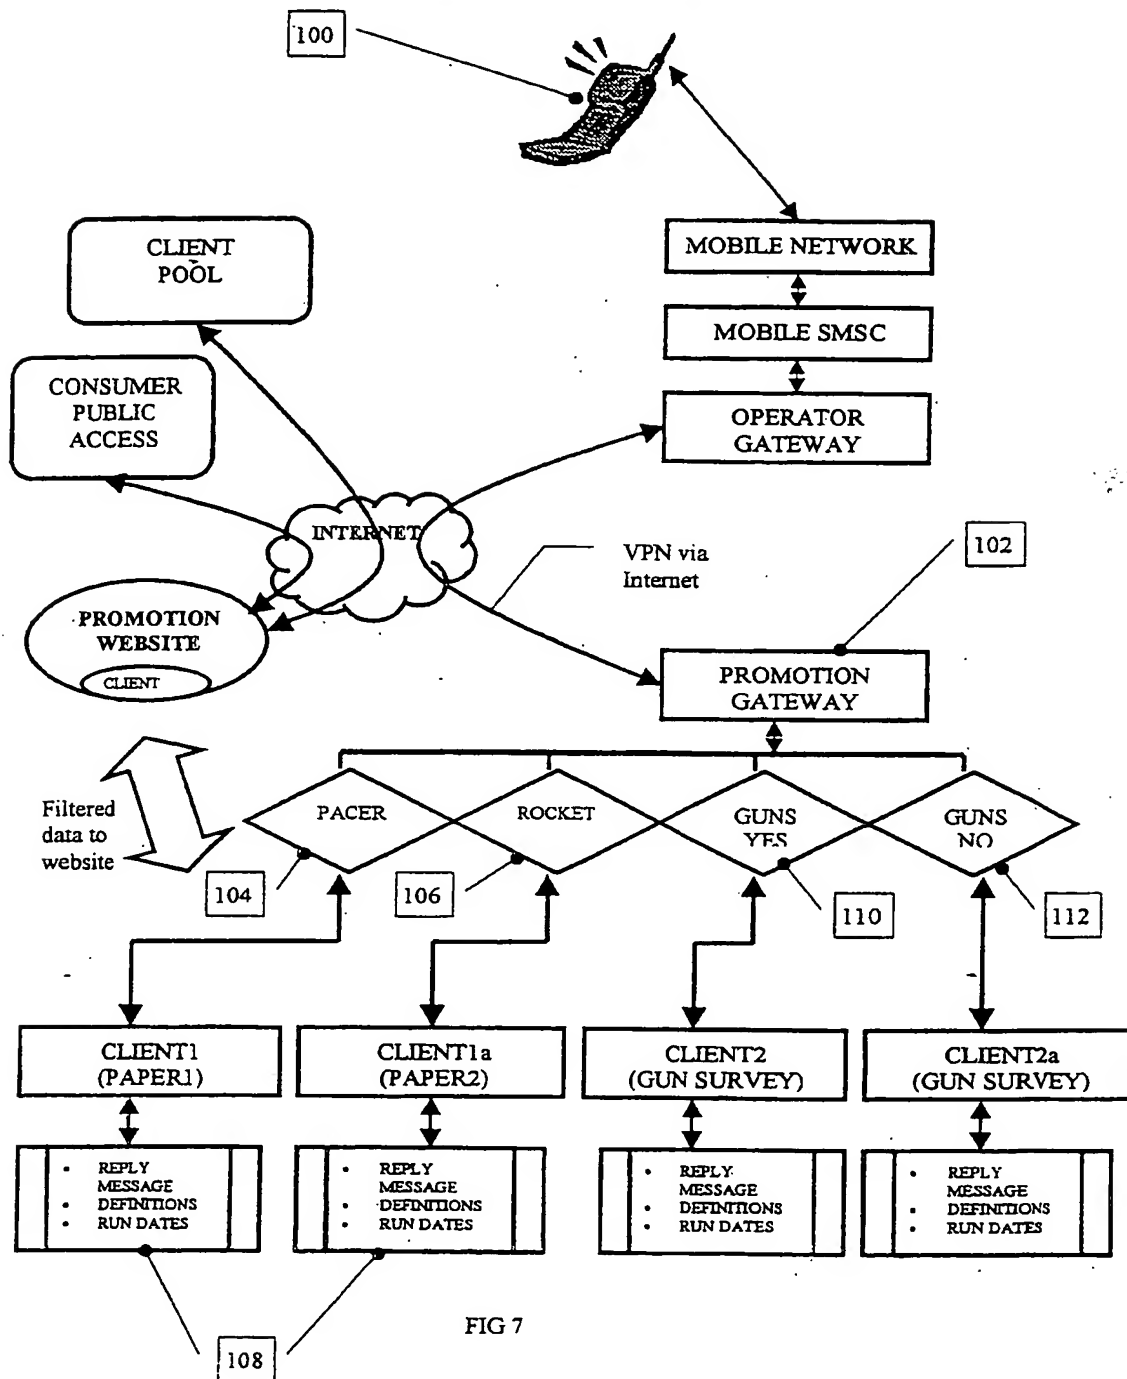 100
CLIENT
POOL
MOBILE NETWORK
MOBILE SMSC
CONSUMER
PUBLIC
ACCESS
OPERATOR
GATEWAY
INTERNET
VPN via
Internet
102
PROMOTION
WEBSITE
CLIENT
PROMOTION
GATEWAY
Filtered
data to
website
PACER
ROCKET
GUNS
YES
GUNS
NO
104
106
110
112
CLIENT1
(PAPER1)
CLIENT1a
(PAPER2)
CLIENT2
(GUN SURVEY)
CLIENT2a
(GUN SURVEY)
• REPLY
MESSAGE
• DEFINITIONS
• RUN DATES
• REPLY
MESSAGE
• DEFINITIONS
• RUN DATES
• REPLY
MESSAGE
• DEFINITIONS
• RUN DATES
• REPLY
MESSAGE
• DEFINITIONS
• RUN DATES
108
FIG 7